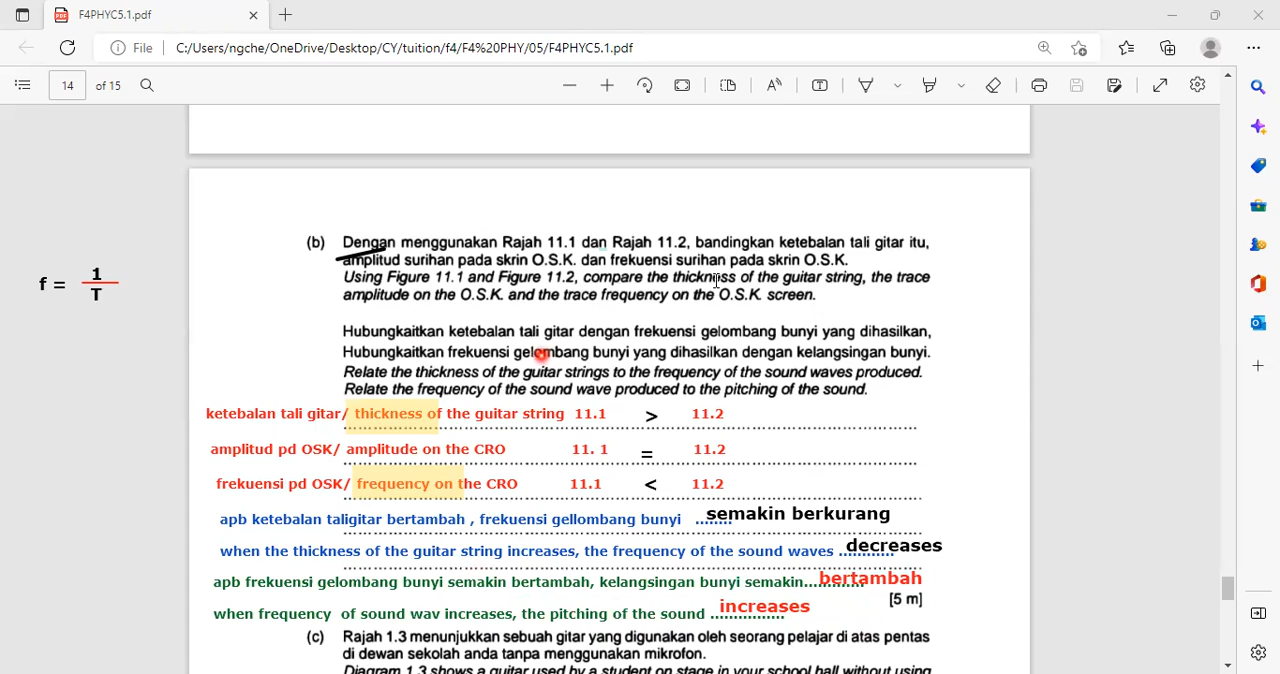 F4PHYC5.1.pdf
File C:/Users/ngche/OneDrive/Desktop/CY/tuition/f4/F4%20PHY/05/F4PHYC5.1.pdf
14 of 15
(b) Dengan menggunakan Rajah 11.1 dan Rajah 11.2, bandingkan ketebalan tali gitar itu,
amplitud surihan pada skrin O.S.K. dan frekuensi surihan pada skrin O.S.K.
Using Figure 11.1 and Figure 11.2, compare the thickness of the guitar string, the trace
amplitude on the O.S.K. and the trace frequency on the O.S.K. screen.
f = 1
T
Hubungkaitkan ketebalan tali gitar dengan frekuensi gelombang bunyi yang dihasilkan,
Hubungkaitkan frekuensi gelombang bunyi yang dihasilkan dengan kelangsingan bunyi.
Relate the thickness of the guitar strings to the frequency of the sound waves produced.
Relate the frequency of the sound wave produced to the pitching of the sound.
ketebalan tali gitar/ thickness of the guitar string 11.1 > 11.2
amplitud pd OSK/ amplitude on the CRO 11. 1 = 11.2
frekuensi pd OSK/ frequency on the CRO 11.1 < 11.2
apb ketebalan taligitar bertambah , frekuensi gellombang bunyi ........semakin berkurang
when the thickness of the guitar string increases, the frequency of the sound waves ............decreases
apb frekuensi gelombang bunyi semakin bertambah, kelangsingan bunyi semakin.............bertambah
[5 m]
when frequency of sound wav increases, the pitching of the sound ................increases
(c) Rajah 1.3 menunjukkan sebuah gitar yang digunakan oleh seorang pelajar di atas pentas
di dewan sekolah anda tanpa menggunakan mikrofon.
Diagram 1.3 shows a guitar used by a student on stage in your school hall without using